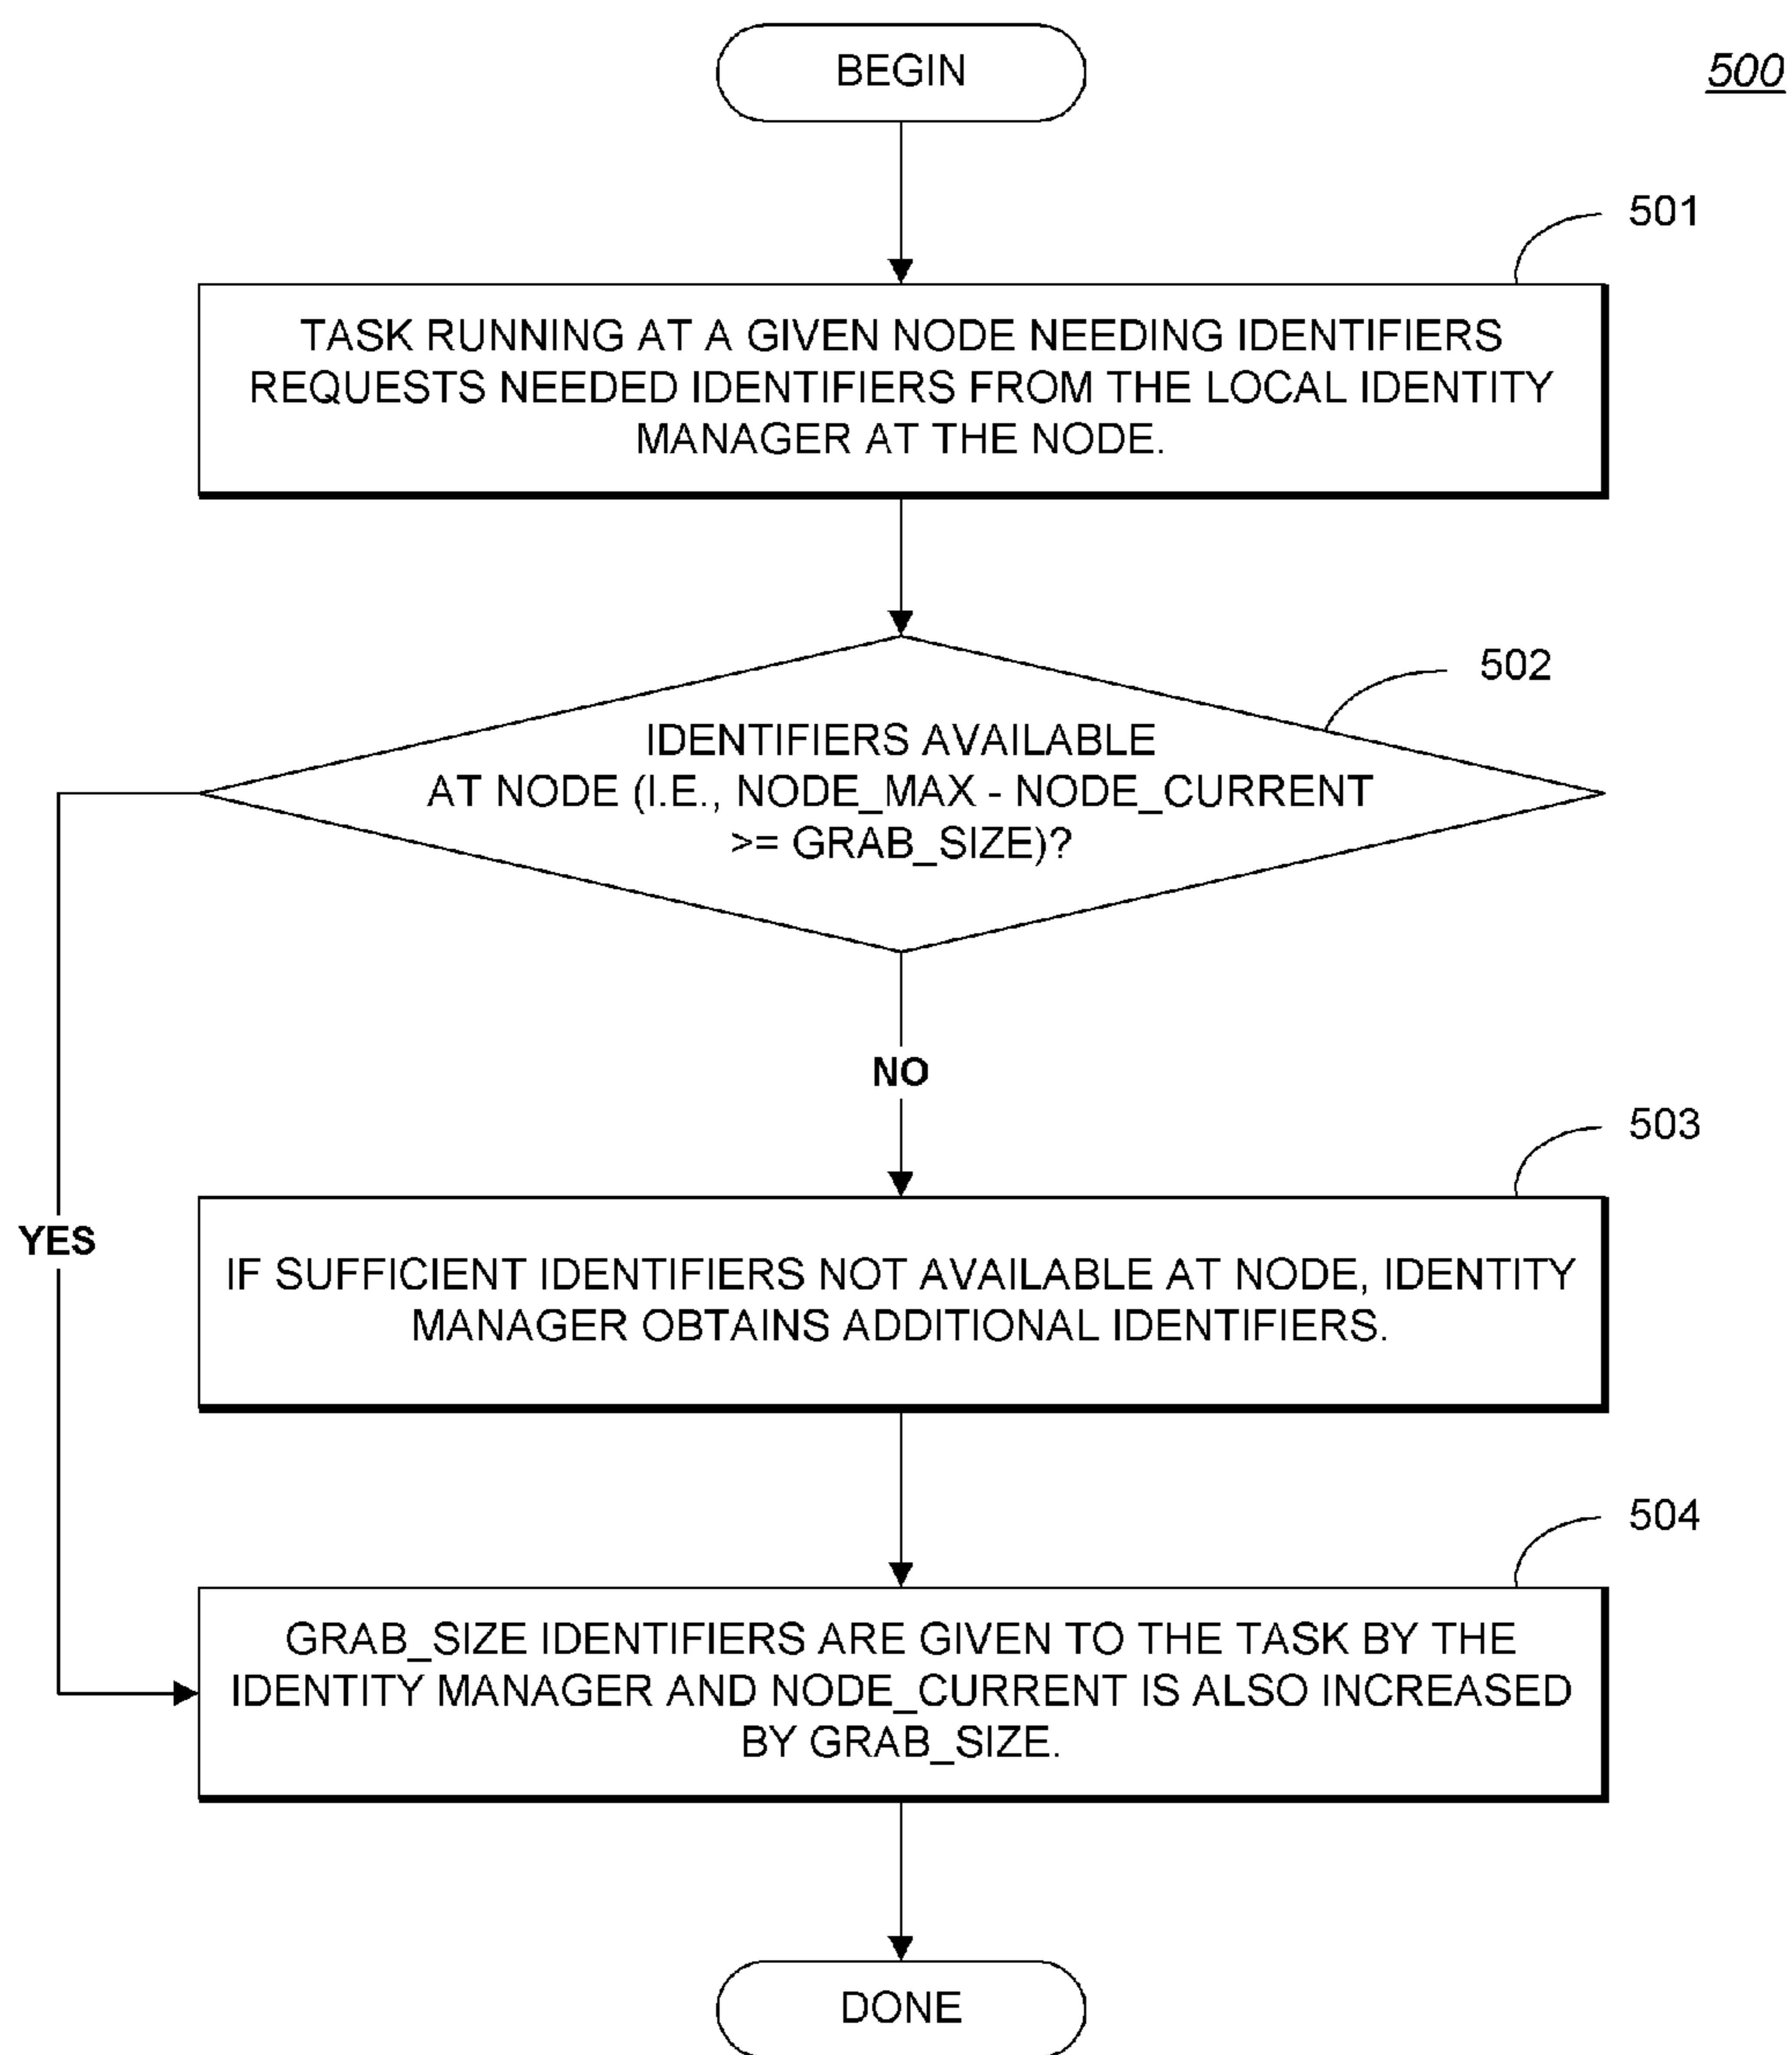 BEGIN
500
501
TASK RUNNING AT A GIVEN NODE NEEDING IDENTIFIERS
REQUESTS NEEDED IDENTIFIERS FROM THE LOCAL IDENTITY
MANAGER AT THE NODE.
502
IDENTIFIERS AVAILABLE
AT NODE (I.E., NODE_MAX - NODE_CURRENT
>= GRAB_SIZE)?
NO
503
YES
IF SUFFICIENT IDENTIFIERS NOT AVAILABLE AT NODE, IDENTITY
MANAGER OBTAINS ADDITIONAL IDENTIFIERS.
504
GRAB_SIZE IDENTIFIERS ARE GIVEN TO THE TASK BY THE
IDENTITY MANAGER AND NODE_CURRENT IS ALSO INCREASED
BY GRAB_SIZE.
DONE